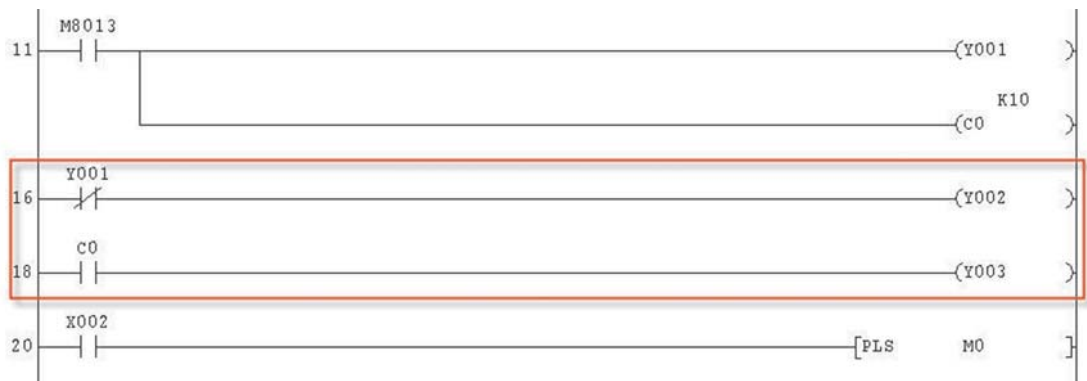 M8013
11 (Y001 )
K10
(C0 )
Y001
16 (Y002 )
C0
18 (Y003 )
X002
20 [PLS M0 ]